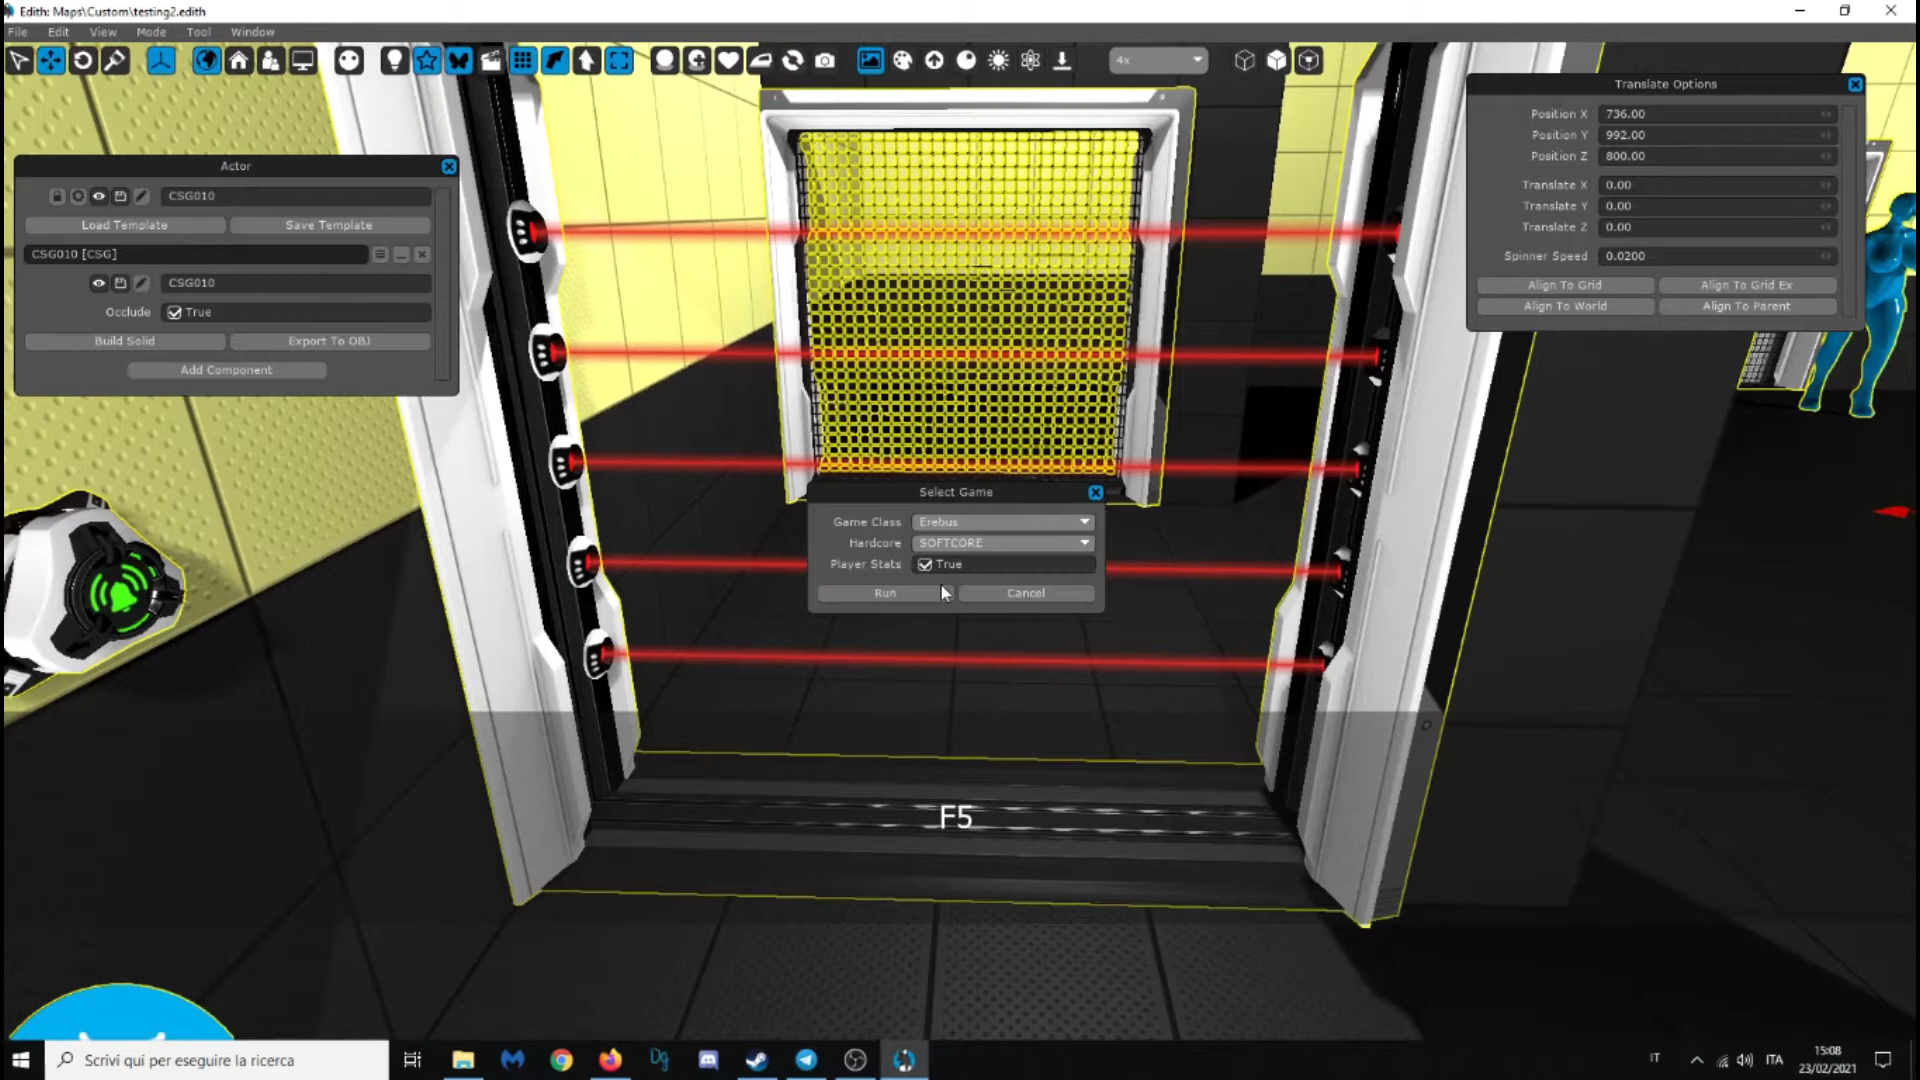 Edith: Maps\Custom\testing2.edith
File Edit View Mode Tool Window
4x
Translate Options
Position X 736.00
Position Y 992.00
Position Z 800.00
Translate X 0.00
Translate Y 0.00
Translate Z 0.00
Spinner Speed 0.0200
Align To Grid Align To Grid Ex
Align To World Align To Parent
Actor
CSG010
Load Template Save Template
CSG010 [CSG]
CSG010
Occlude True
Build Solid Export To OBJ
Add Component
Select Game
Game Class Erebus
Hardcore SOFTCORE
Player Stats True
Run Cancel
F5
Scrivi qui per eseguire la ricerca
Dg
IT
ITA
15:08
23/02/2021